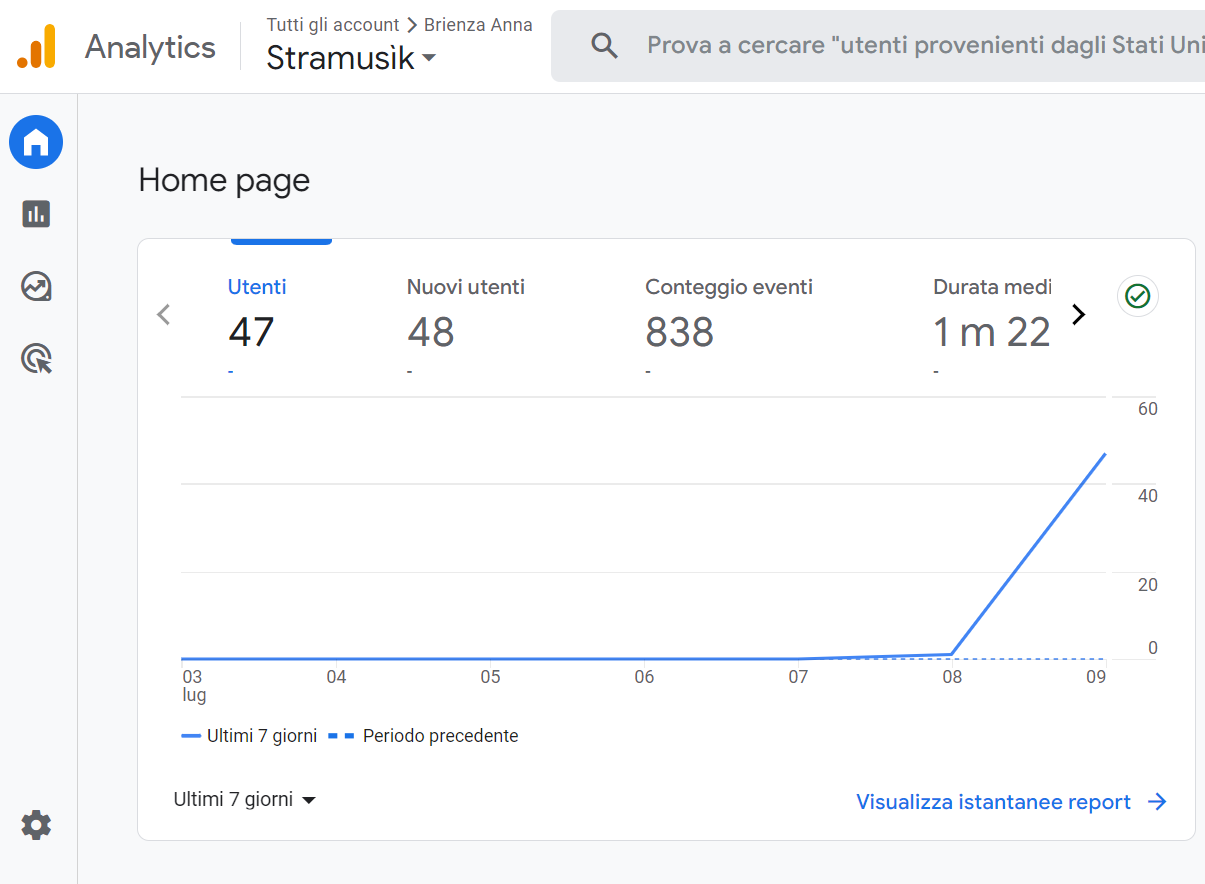 Analytics
Tutti gli account > Brienza Anna
Stramusìk
Prova a cercare "utenti provenienti dagli Stati Uni
Home page
Utenti
47
-
Nuovi utenti
48
-
Conteggio eventi
838
-
Durata medi
1 m 22
-
60
40
20
0
03 lug
04
05
06
07
08
09
Ultimi 7 giorni
Periodo precedente
Ultimi 7 giorni
Visualizza istantanee report